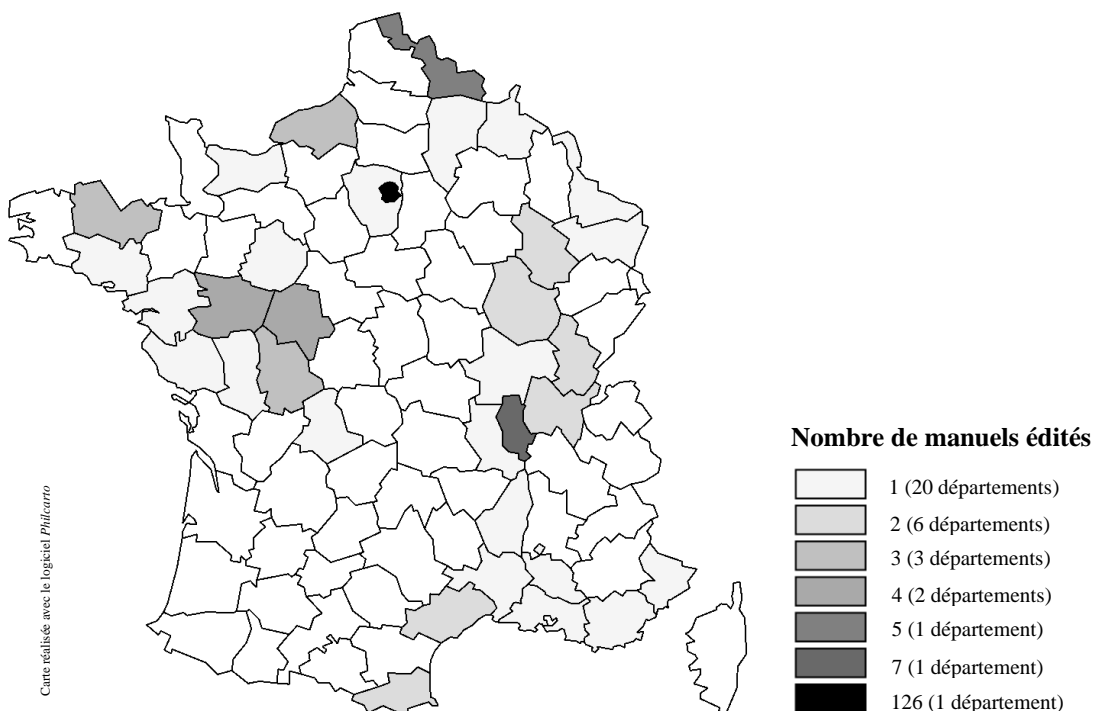 Nombre de manuels édités
1 (20 départements)
2 (6 départements)
3 (3 départements)
4 (2 départements)
5 (1 département)
7 (1 département)
126 (1 département)
Carte réalisée avec le logiciel Philcarto